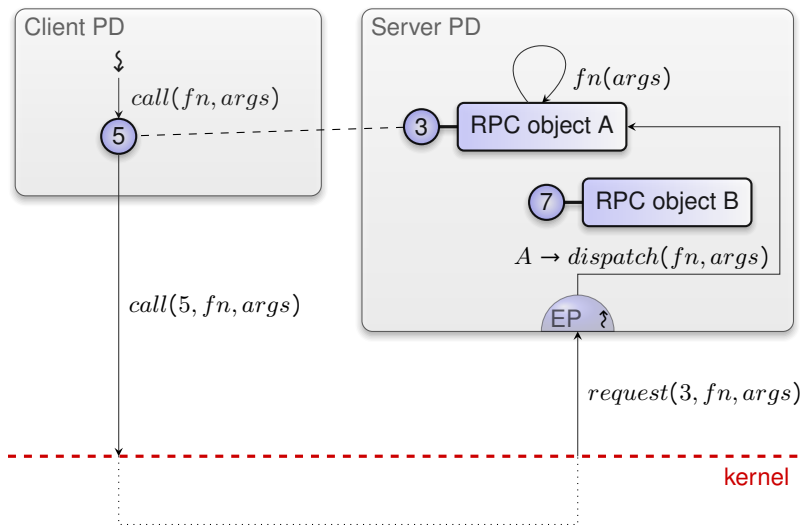 Client PD
call(fn, args)
5
call(5, fn, args)
Server PD
fn(args)
3
RPC object A
7
RPC object B
A → dispatch(fn, args)
EP
request(3, fn, args)
kernel